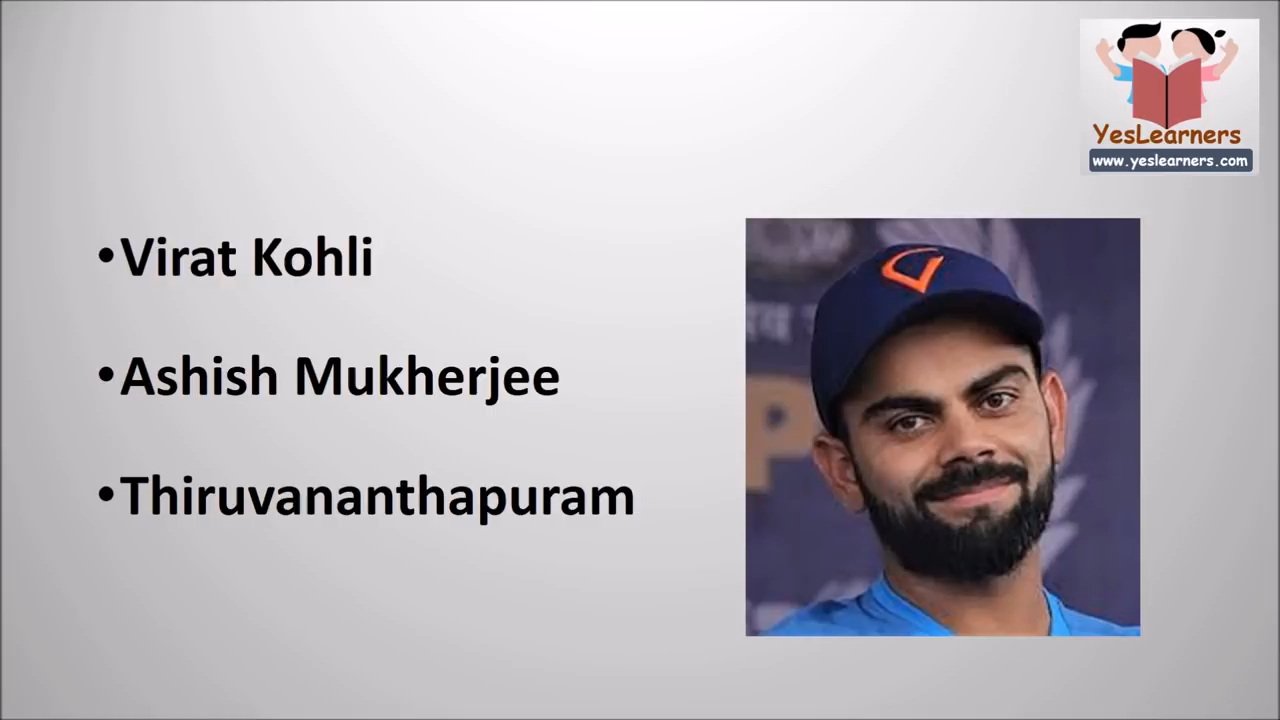 YesLearners
www.yeslearners.com
•Virat Kohli
•Ashish Mukherjee
•Thiruvananthapuram